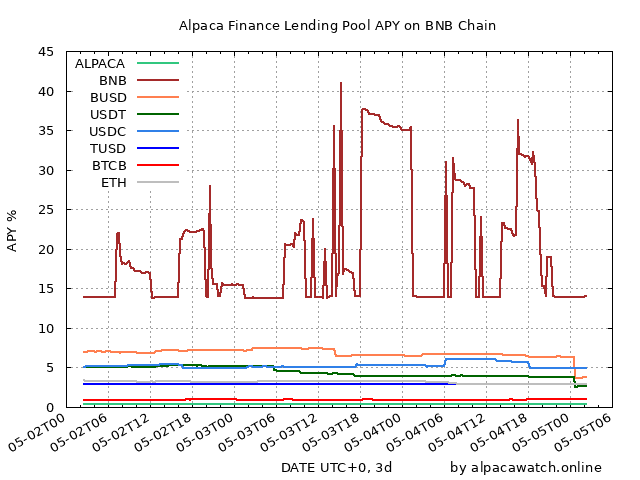 Alpaca Finance Lending Pool APY on BNB Chain
45
40
35
30
25
20
15
10
5
0
APY %
ALPACA
BNB
BUSD
USDT
USDC
TUSD
BTCB
ETH
05-02T00
05-02T06
05-02T12
05-02T18
05-03T00
05-03T06
05-03T12
05-03T18
05-04T00
05-04T06
05-04T12
05-04T18
05-05T00
05-05T06
DATE UTC+0, 3d
by alpacawatch.online